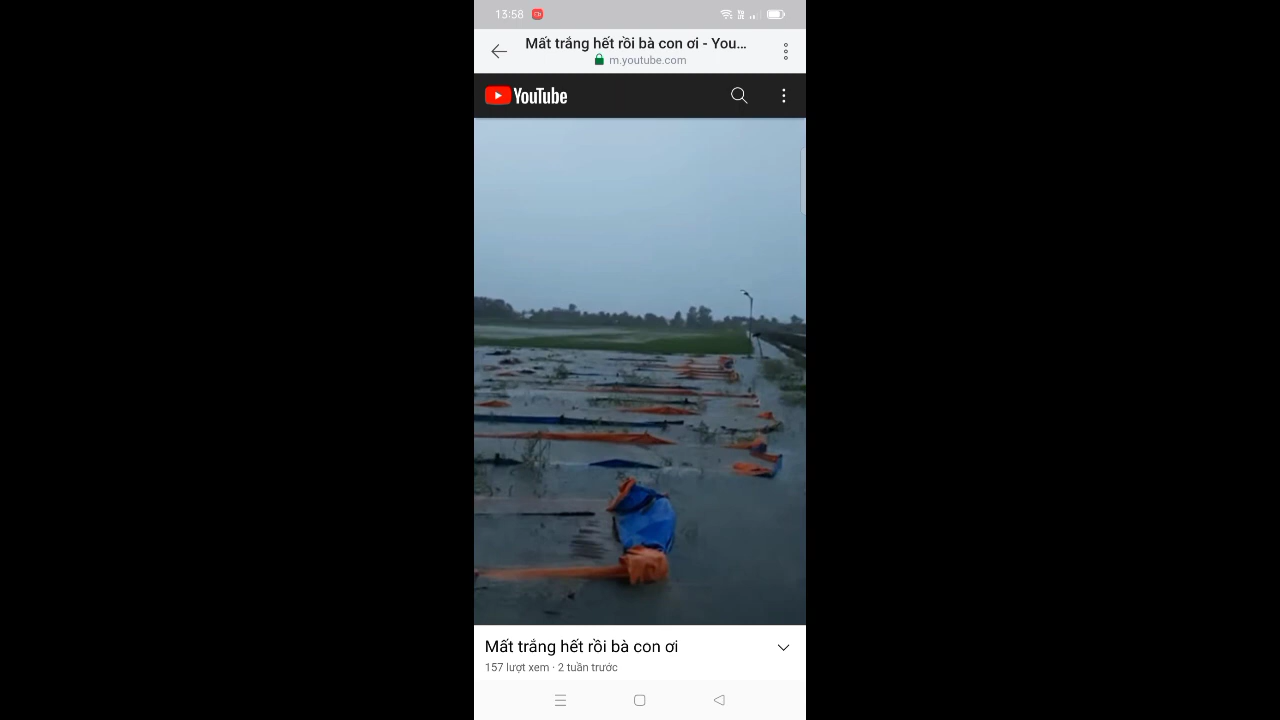 13:58
Mất trắng hết rồi bà con ơi - You...
m.youtube.com
YouTube
Mất trắng hết rồi bà con ơi
157 lượt xem · 2 tuần trước